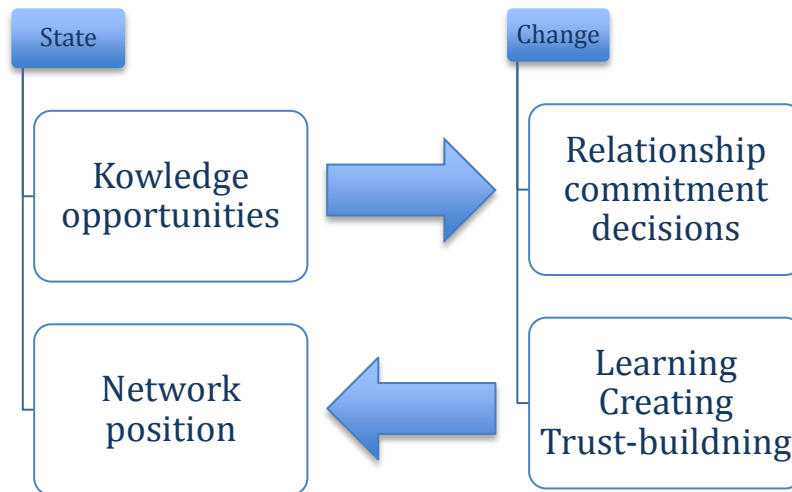 State
Change
Kowledge
opportunities
Relationship
commitment
decisions
Network
position
Learning
Creating
Trust-buildning